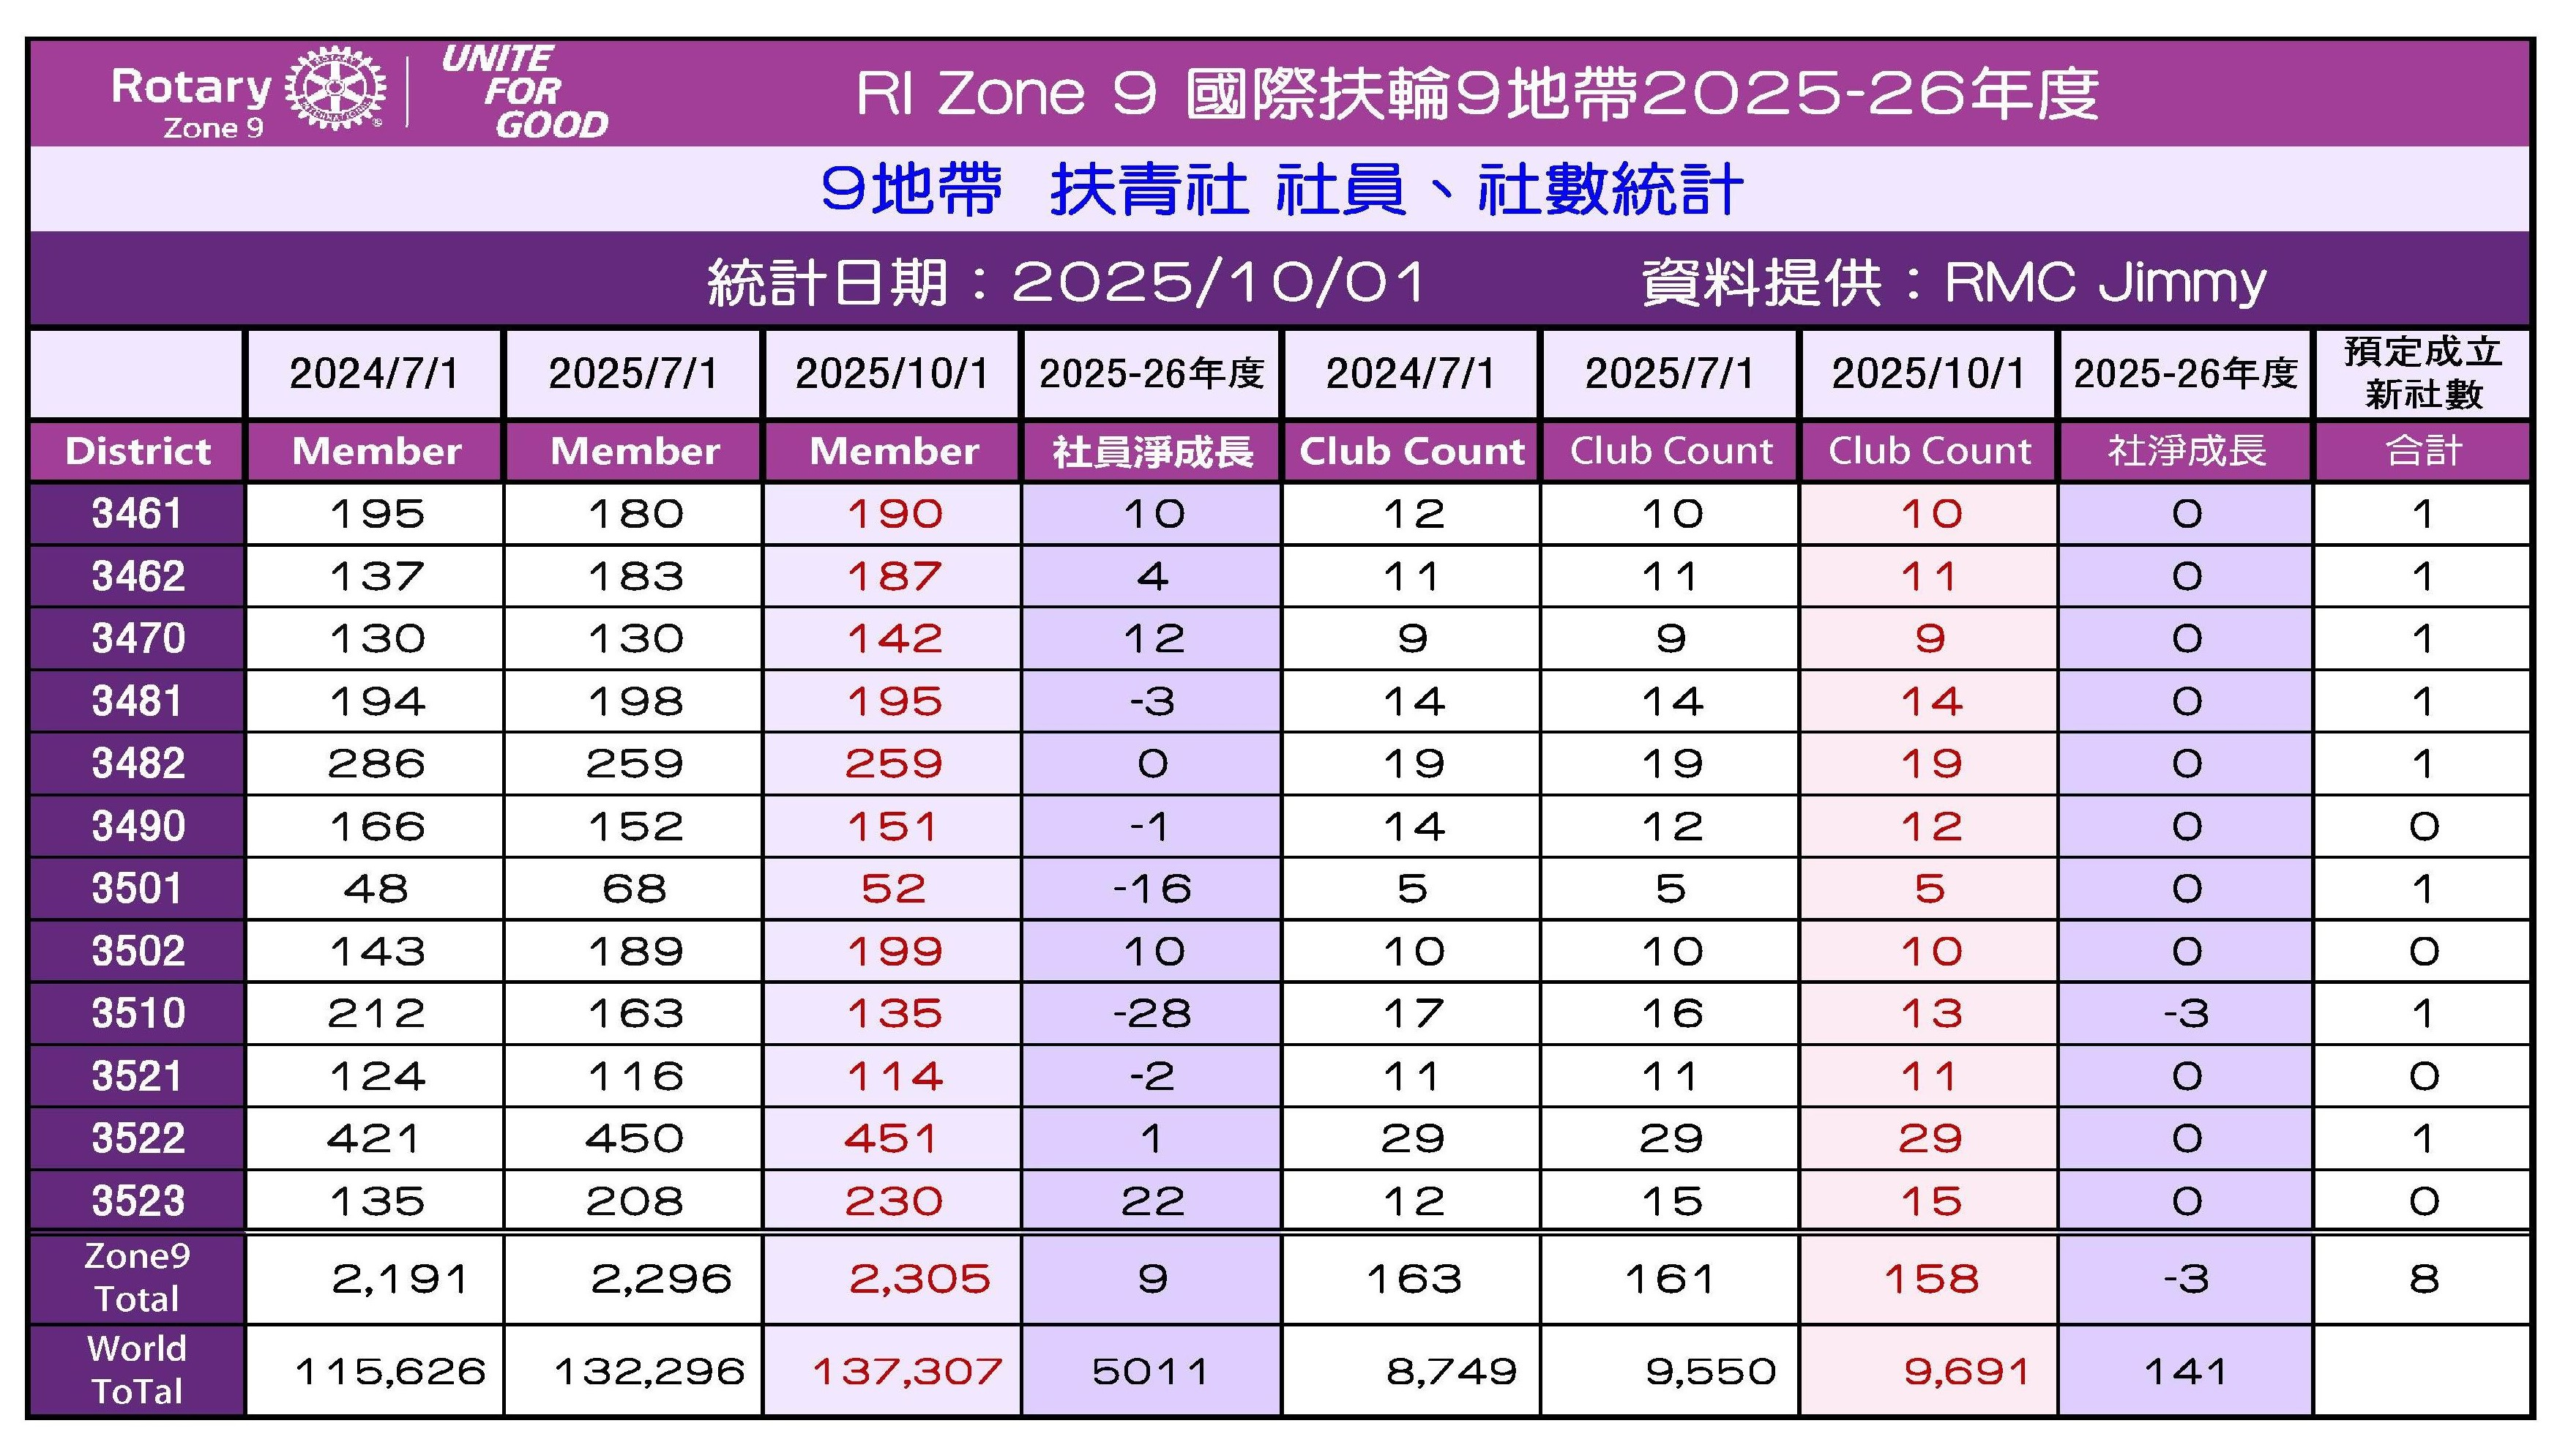 Rotary
Zone 9
UNITE
FOR
GOOD
RI Zone 9 國際扶輪9地帶2025-26年度
9地帶 扶青社 社員、社數統計
統計日期：2025/10/01 資料提供：RMC Jimmy
2024/7/1 2025/7/1 2025/10/1 2025-26年度 2024/7/1 2025/7/1 2025/10/1 2025-26年度 預定成立
新社數
District Member Member Member 社員淨成長 Club Count Club Count Club Count 社淨成長 合計
3461 195 180 190 10 12 10 10 0 1
3462 137 183 187 4 11 11 11 0 1
3470 130 130 142 12 9 9 9 0 1
3481 194 198 195 -3 14 14 14 0 1
3482 286 259 259 0 19 19 19 0 1
3490 166 152 151 -1 14 12 12 0 0
3501 48 68 52 -16 5 5 5 0 1
3502 143 189 199 10 10 10 10 0 0
3510 212 163 135 -28 17 16 13 -3 1
3521 124 116 114 -2 11 11 11 0 0
3522 421 450 451 1 29 29 29 0 1
3523 135 208 230 22 12 15 15 0 0
Zone9
Total 2,191 2,296 2,305 9 163 161 158 -3 8
World
ToTal 115,626 132,296 137,307 5011 8,749 9,550 9,691 141